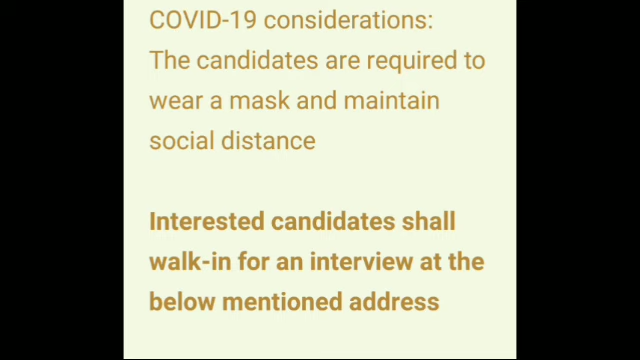 COVID-19 considerations:
The candidates are required to
wear a mask and maintain
social distance
Interested candidates shall
walk-in for an interview at the
below mentioned address